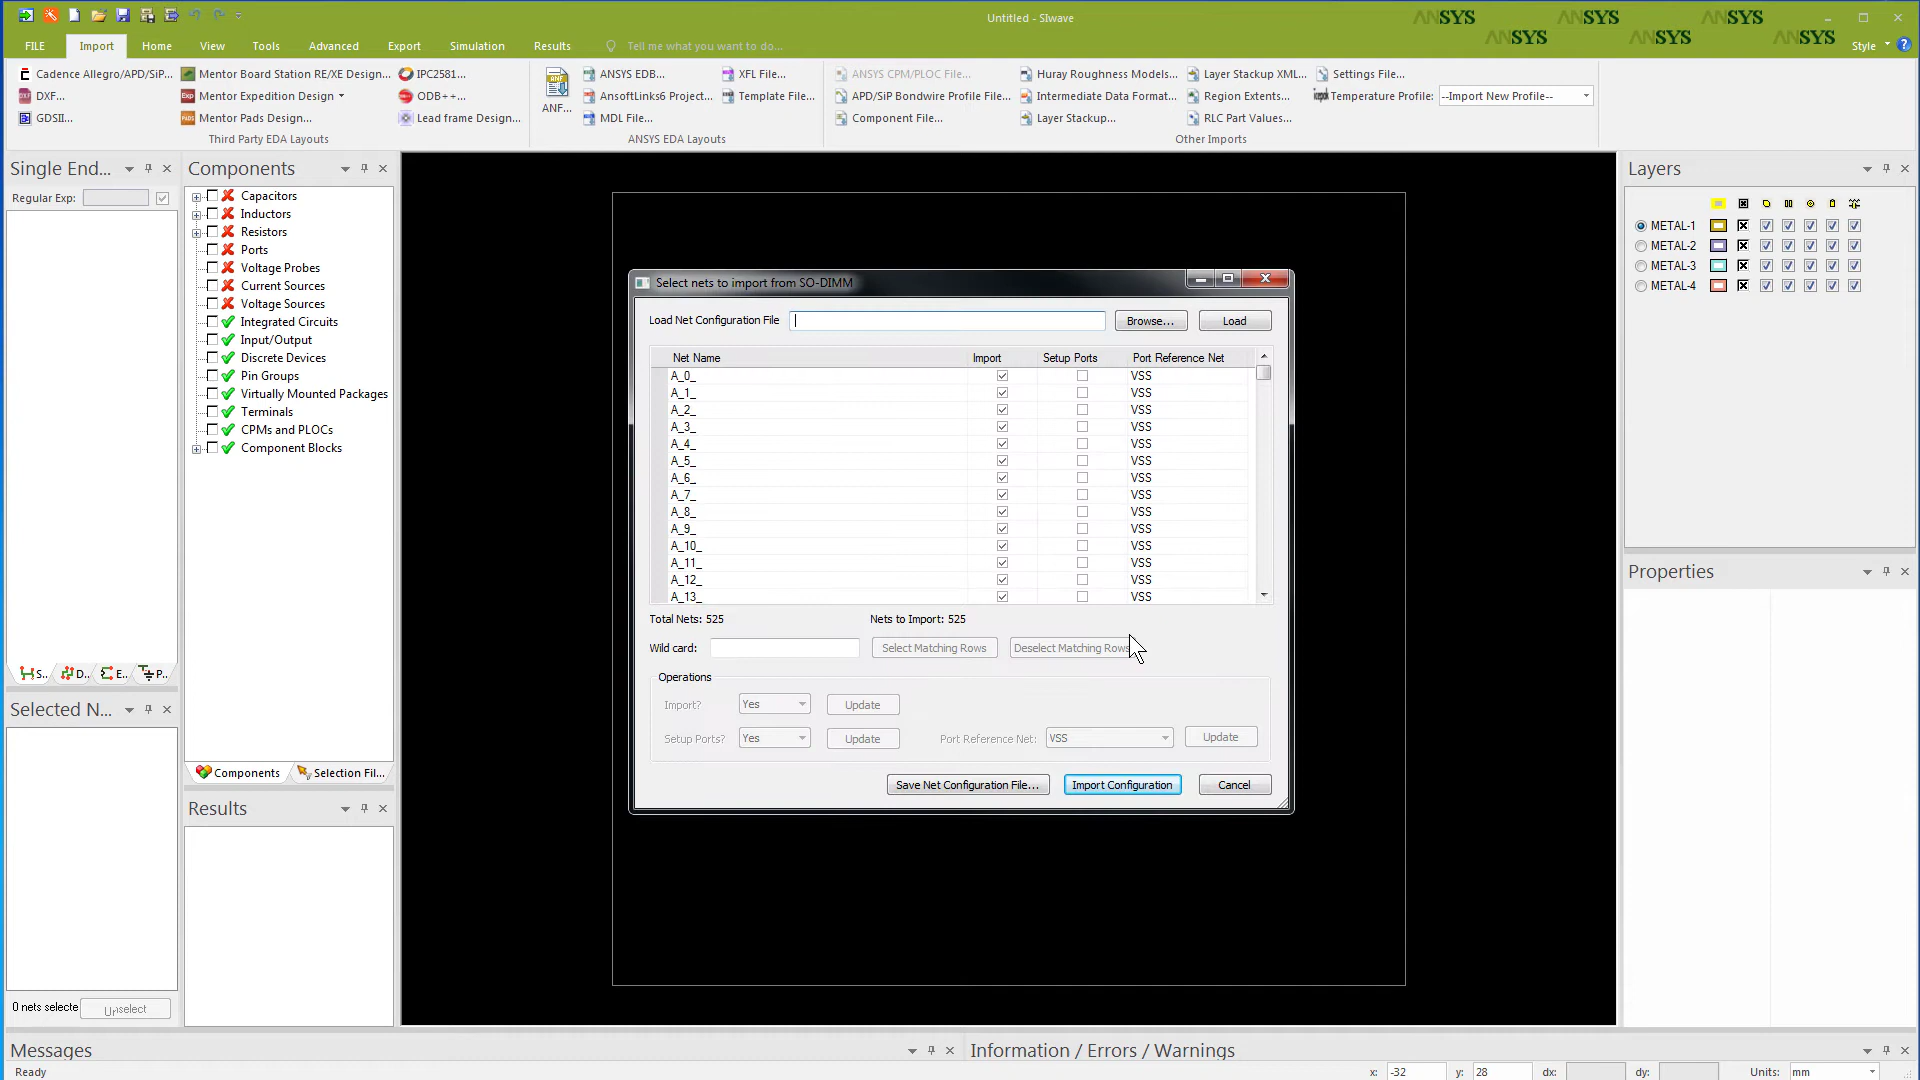 Untitled - SIwave
ANSYS ANSYS ANSYS
ANSYS ANSYS ANSYS
FILE Import Home View Tools Advanced Export Simulation Results Tell me what you want to do... Style
Cadence Allegro/APD/SiP... Mentor Board Station RE/XE Design... IPC2581... ANSYS EDB... XFL File... ANSYS CPM/PLOC File... Huray Roughness Models... Layer Stackup XML... Settings File...
DXF... Mentor Expedition Design ODB++... ANF... AnsoftLinks6 Project... Template File... APD/SiP Bondwire Profile File... Intermediate Data Format... Region Extents... Temperature Profile: --Import New Profile--
GDSII... Mentor Pads Design... Lead frame Design... MDL File... Component File... Layer Stackup... RLC Part Values...
Third Party EDA Layouts ANSYS EDA Layouts Other Imports
Single End...
Regular Exp:
S.. D.. E.. P..
Selected N...
0 nets selecte Unselect
Components
Capacitors
Inductors
Resistors
Ports
Voltage Probes
Current Sources
Voltage Sources
Integrated Circuits
Input/Output
Discrete Devices
Pin Groups
Virtually Mounted Packages
Terminals
CPMs and PLOCs
Component Blocks
Components Selection Fil...
Results
Select nets to import from SO-DIMM
Load Net Configuration File Browse... Load
Net Name Import Setup Ports Port Reference Net
A_0_ VSS
A_1_ VSS
A_2_ VSS
A_3_ VSS
A_4_ VSS
A_5_ VSS
A_6_ VSS
A_7_ VSS
A_8_ VSS
A_9_ VSS
A_10_ VSS
A_11_ VSS
A_12_ VSS
A_13_ VSS
Total Nets: 525 Nets to Import: 525
Wild card: Select Matching Rows Deselect Matching Rows
Operations
Import? Yes Update
Setup Ports? Yes Update Port Reference Net: VSS Update
Save Net Configuration File... Import Configuration Cancel
Layers
METAL-1
METAL-2
METAL-3
METAL-4
Properties
Messages Information / Errors / Warnings
Ready x: -32 y: 28 dx: dy: Units: mm